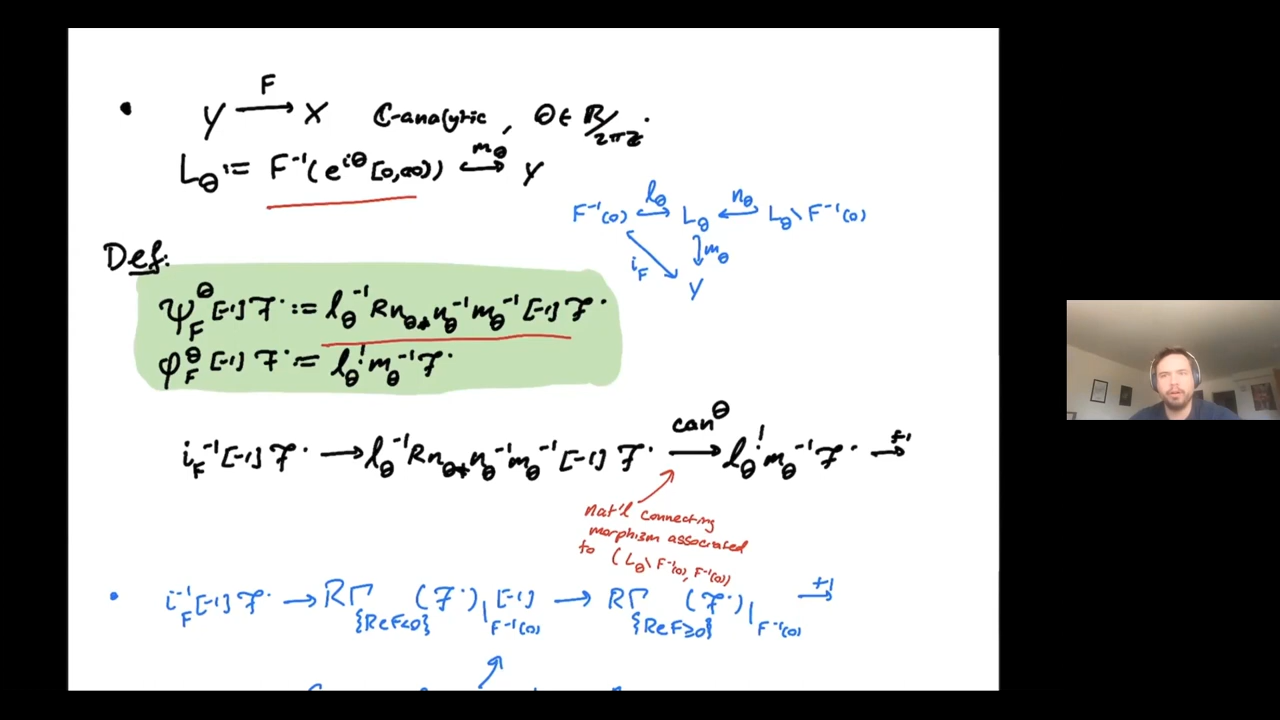 • Y —F→ X ℂ-analytic, θ ∈ ℝ/2πℤ.
L_θ := F⁻¹(e^{iθ}[0,∞)) ↪^{m_θ} Y
F⁻¹(0) ↪^{l_θ} L_θ ↩^{n_θ} L_θ\F⁻¹(0)
i_F ↘ ↓ m_θ
Y
Def:
ψ_F^θ[-1]F^• := l_θ⁻¹ Rn_θ* n_θ⁻¹ m_θ⁻¹ [-1] F^•
φ_F^θ[-1] F^• := l_θ^! m_θ⁻¹ F^•
i_F⁻¹[-1] F^• → l_θ⁻¹ Rn_θ* n_θ⁻¹ m_θ⁻¹ [-1] F^• —can^θ→ l_θ^! m_θ⁻¹ F^• —+1→
nat'l connecting
morphism associated
to (L_θ\F⁻¹(0), F⁻¹(0))
• i_F⁻¹[-1] F^• → RΓ_{{Re F<0}}(F^•)|_{F⁻¹(0)}[-1] → RΓ_{{Re F≥0}}(F^•)|_{F⁻¹(0)} —+1→